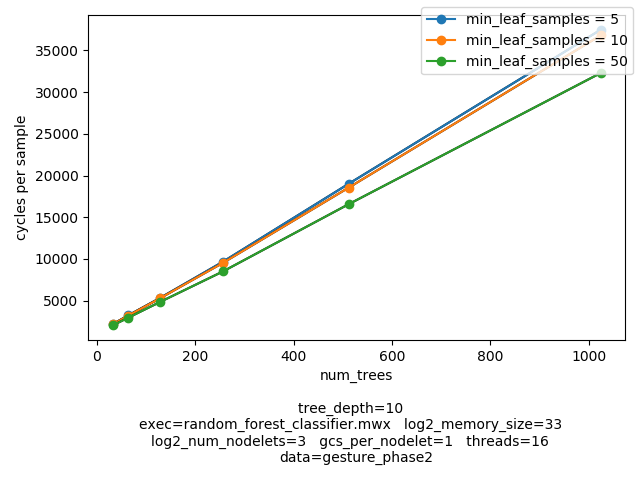 min_leaf_samples = 5
min_leaf_samples = 10
min_leaf_samples = 50
35000
30000
25000
20000
15000
10000
5000
cycles per sample
0 200 400 600 800 1000
num_trees
tree_depth=10
exec=random_forest_classifier.mwx log2_memory_size=33
log2_num_nodelets=3 gcs_per_nodelet=1 threads=16
data=gesture_phase2